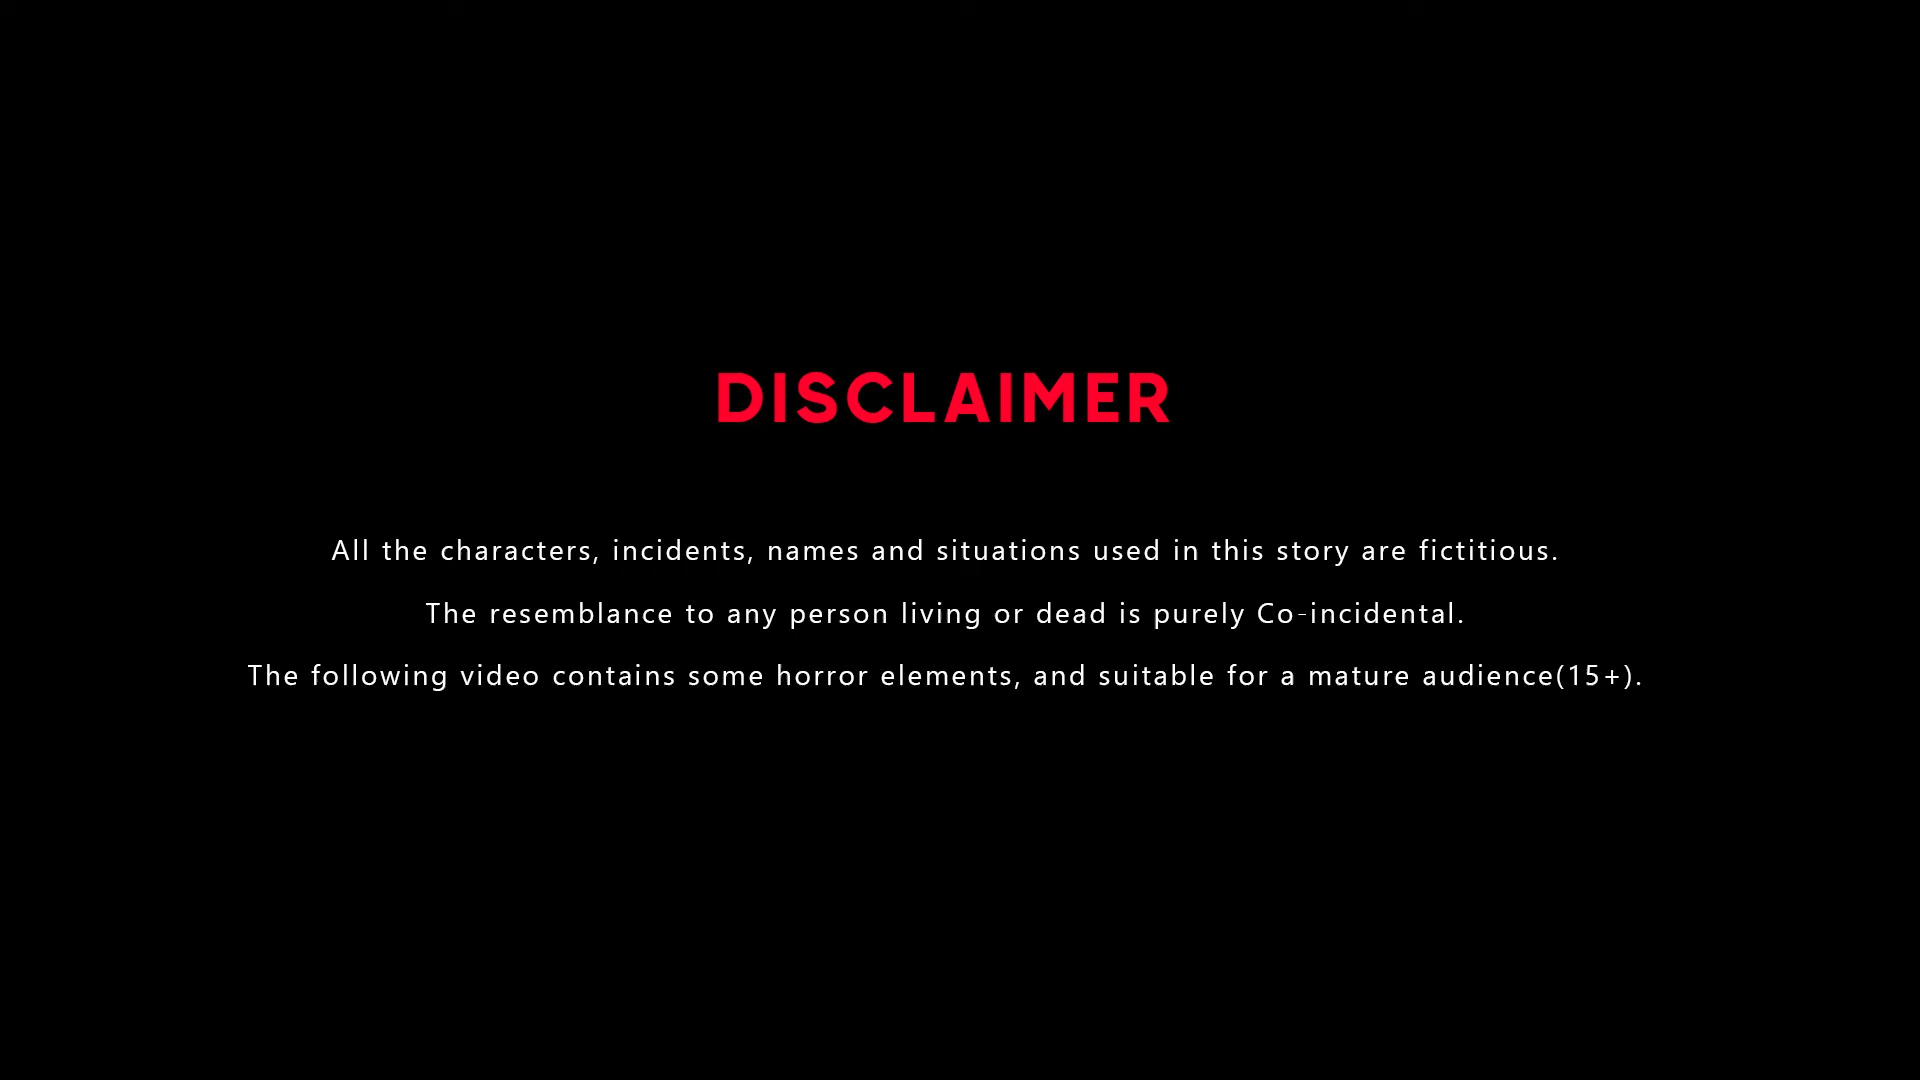 DISCLAIMER
All the characters, incidents, names and situations used in this story are fictitious.
The resemblance to any person living or dead is purely Co-incidental.
The following video contains some horror elements, and suitable for a mature audience(15+).